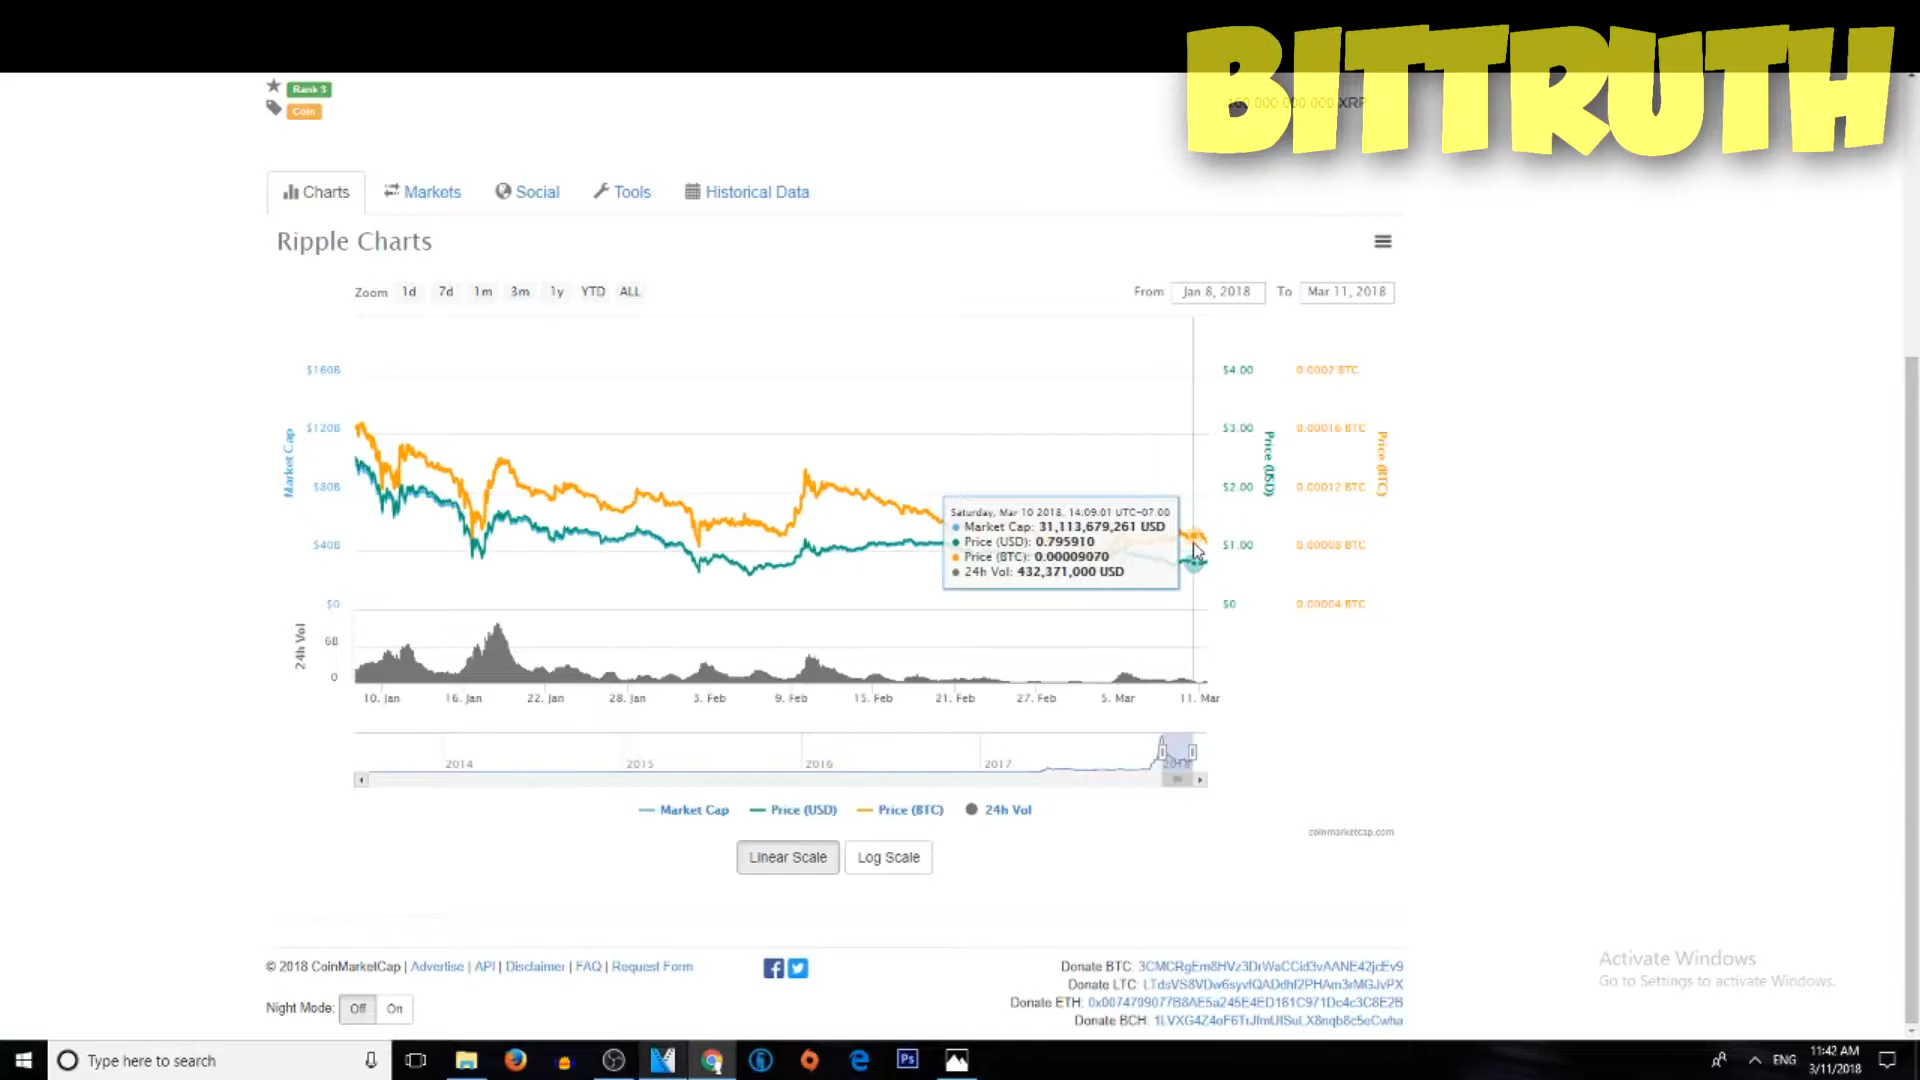 BITTRUTH
Rank 3
Coin
100 000 000 000 XRP
Charts
Markets
Social
Tools
Historical Data
Ripple Charts
Zoom 1d 7d 1m 3m 1y YTD ALL
From Jan 8, 2018 To Mar 11, 2018
$160B $4.00 0.0002 BTC
$120B $3.00 0.00016 BTC
Market Cap
Price (USD)
Price (BTC)
$80B $2.00 0.00012 BTC
Saturday, Mar 10 2018, 14:09:01 UTC-07:00
Market Cap: 31,113,679,261 USD
Price (USD): 0.795910
Price (BTC): 0.00009070
24h Vol: 432,371,000 USD
$40B $1.00 0.00008 BTC
$0 $0 0.00004 BTC
24h Vol
6B
0
10. Jan 16. Jan 22. Jan 28. Jan 3. Feb 9. Feb 15. Feb 21. Feb 27. Feb 5. Mar 11. Mar
2014 2015 2016 2017 2018
Market Cap Price (USD) Price (BTC) 24h Vol
coinmarketcap.com
Linear Scale Log Scale
© 2018 CoinMarketCap | Advertise | API | Disclaimer | FAQ | Request Form
Donate BTC:
Donate LTC:
Donate ETH:
Donate BCH:
Night Mode: Off On
Activate Windows
Go to Settings to activate Windows.
Type here to search
Ps
ENG
11:42 AM
3/11/2018